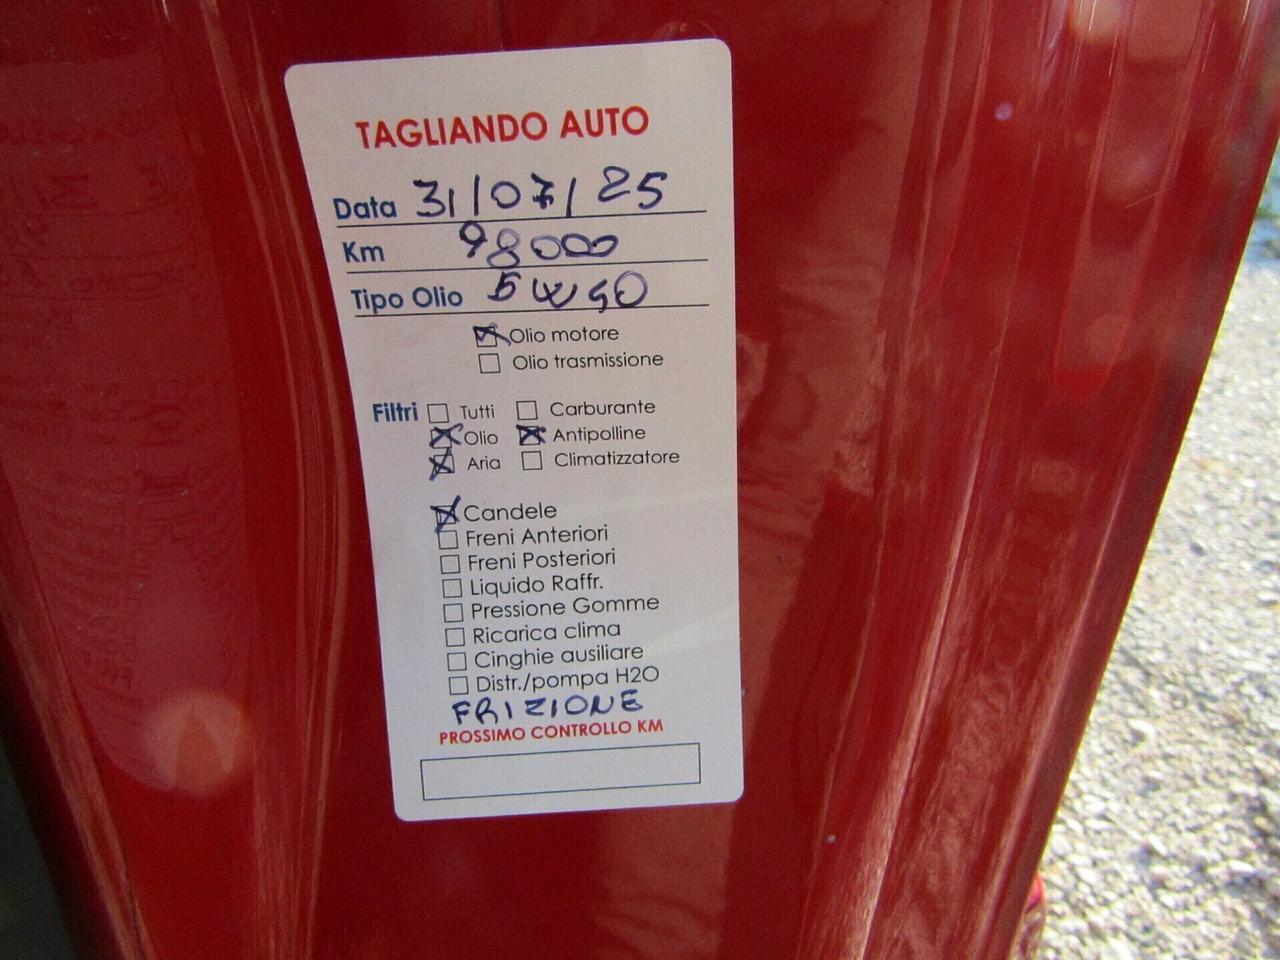 TAGLIANDO AUTO
Data 31/07/25
Km 98000
Tipo Olio 5W40
Olio motore
Olio trasmissione
Filtri Tutti Carburante
Olio Antipolline
Aria Climatizzatore
Candele
Freni Anteriori
Freni Posteriori
Liquido Raffr.
Pressione Gomme
Ricarica clima
Cinghie ausiliare
Distr./pompa H2O
FRIZIONE
PROSSIMO CONTROLLO KM